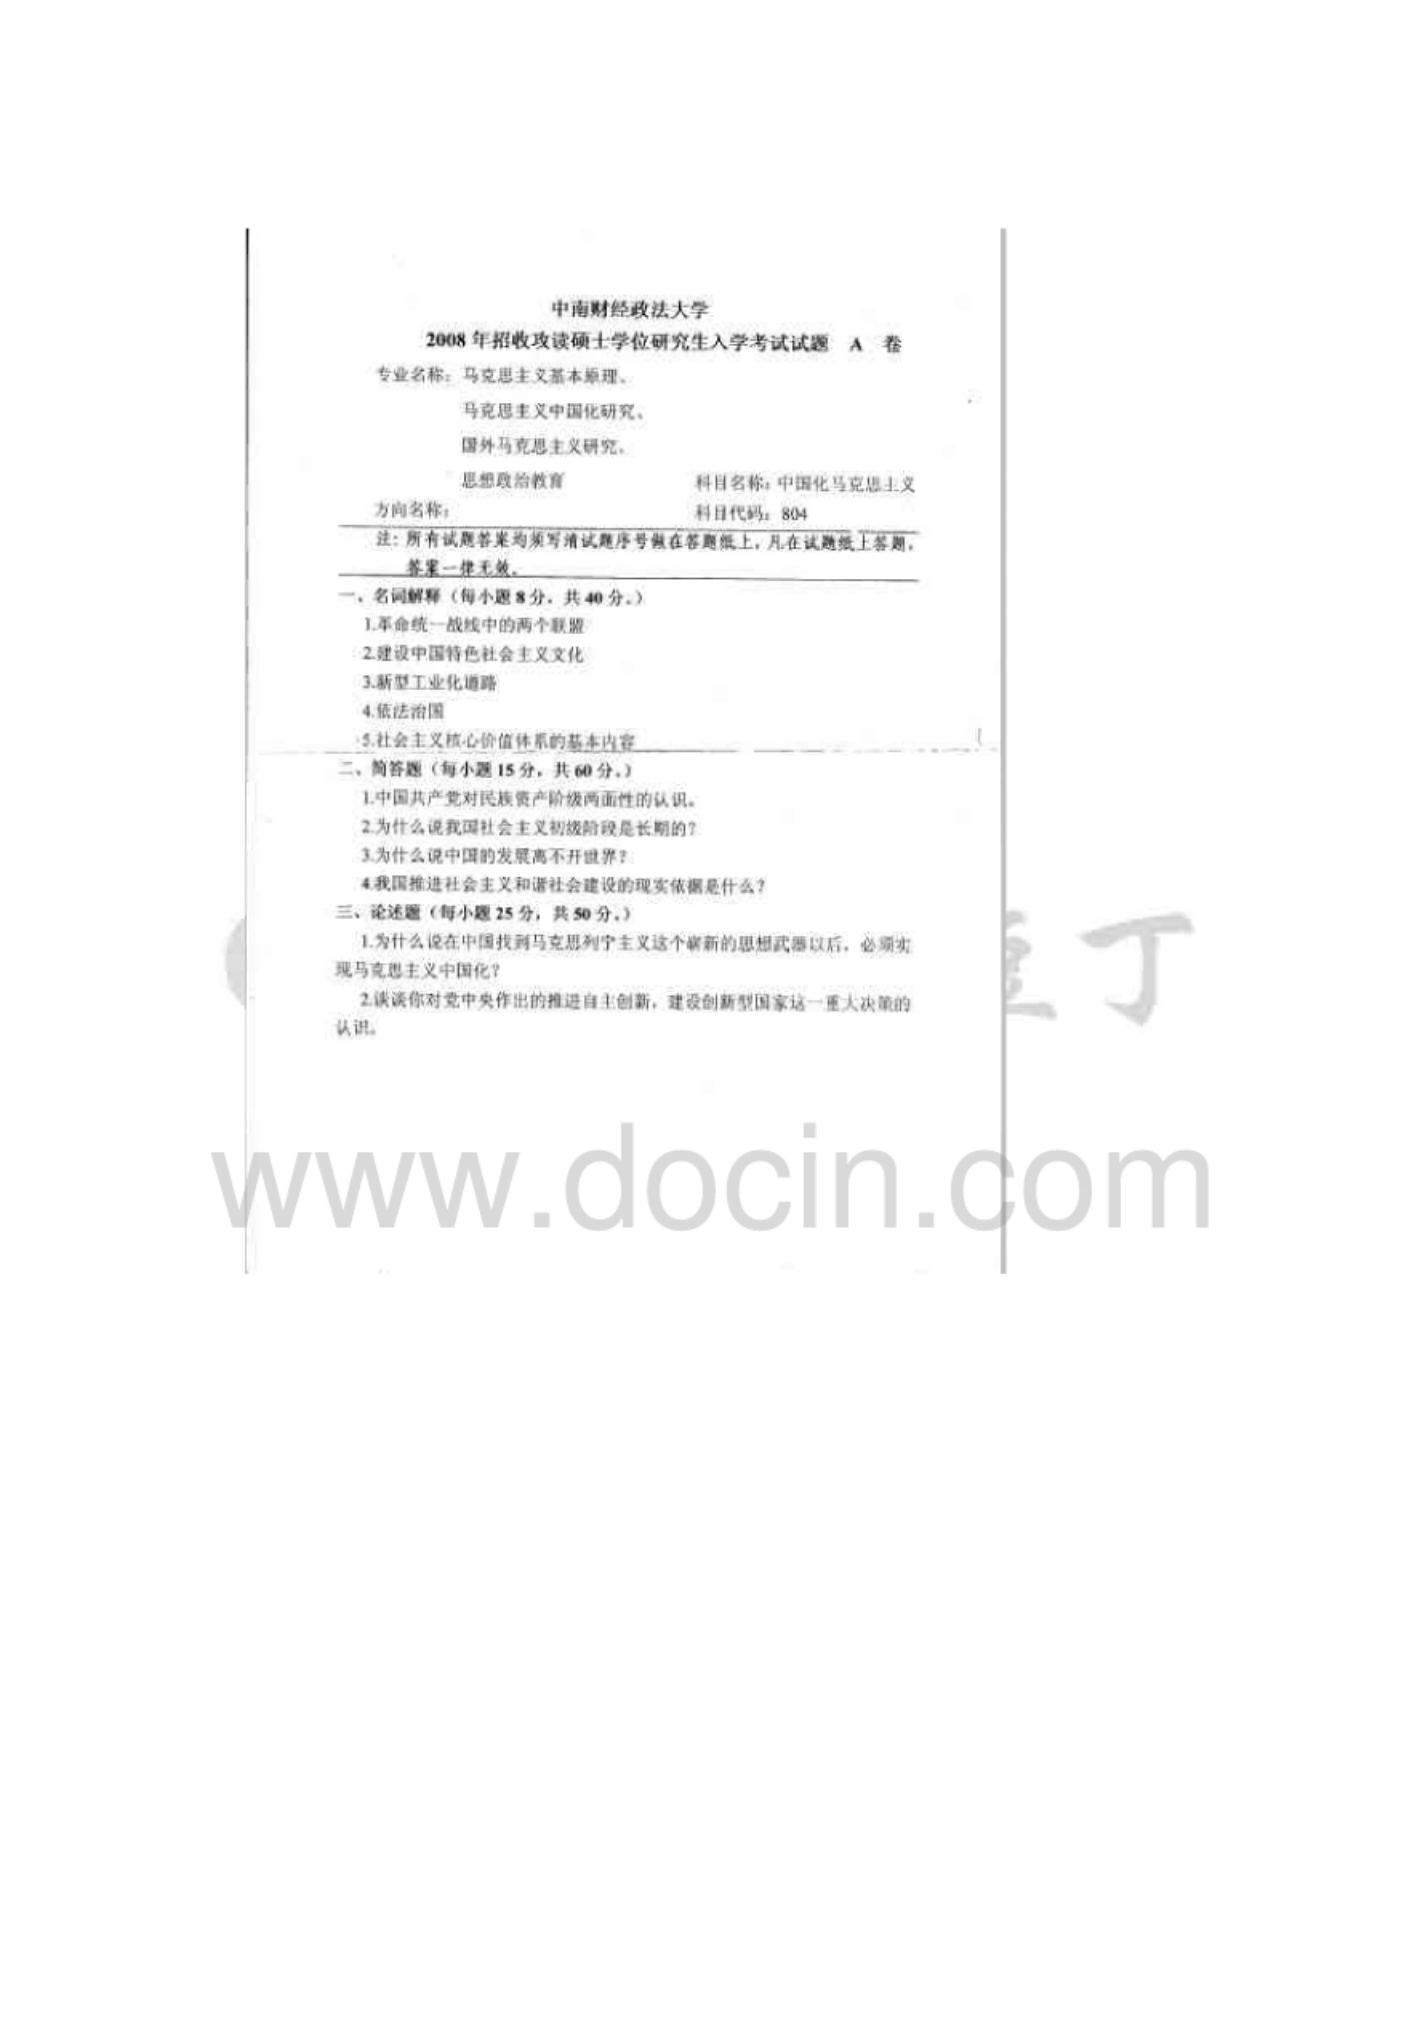 中南财经政法大学
2008 年招收攻读硕士学位研究生入学考试试题 A 卷
专业名称：马克思主义基本原理、
马克思主义中国化研究、
国外马克思主义研究、
思想政治教育 科目名称：中国化马克思主义
方向名称： 科目代码：804
注：所有试题答案均须写清试题序号做在答题纸上，凡在试题纸上答题，
答案一律无效。
一、名词解释（每小题 8 分，共 40 分。）
1.革命统一战线中的两个联盟
2.建设中国特色社会主义文化
3.新型工业化道路
4.依法治国
5.社会主义核心价值体系的基本内容
二、简答题（每小题 15 分，共 60 分。）
1.中国共产党对民族资产阶级两面性的认识。
2.为什么说我国社会主义初级阶段是长期的？
3.为什么说中国的发展离不开世界？
4.我国推进社会主义和谐社会建设的现实依据是什么？
三、论述题（每小题 25 分，共 50 分。）
1.为什么说在中国找到马克思列宁主义这个崭新的思想武器以后，必须实
现马克思主义中国化？
2.谈谈你对党中央作出的推进自主创新，建设创新型国家这一重大决策的
认识。
丁
www.docin.com